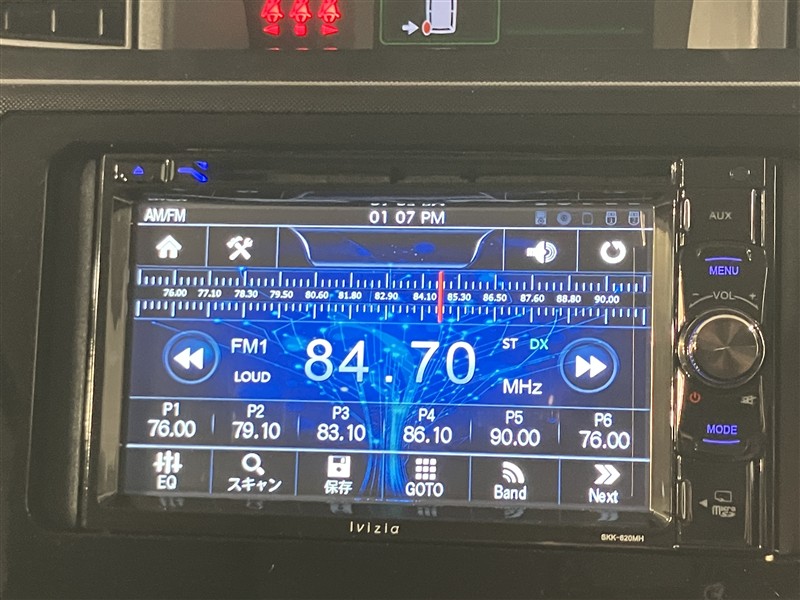 AM/FM 01 07 PM
AUX
MENU
76.00 77.10 78.30 79.50 80.60 81.80 82.90 84.10 85.30 86.50 87.60 88.80 90.00
− VOL +
FM1 84.70 ST DX
LOUD MHz
P1 P2 P3 P4 P5 P6
76.00 79.10 83.10 86.10 90.00 76.00
MODE
EQ スキャン 保存 GOTO Band Next
micro
Ivizia
SKK-620MH